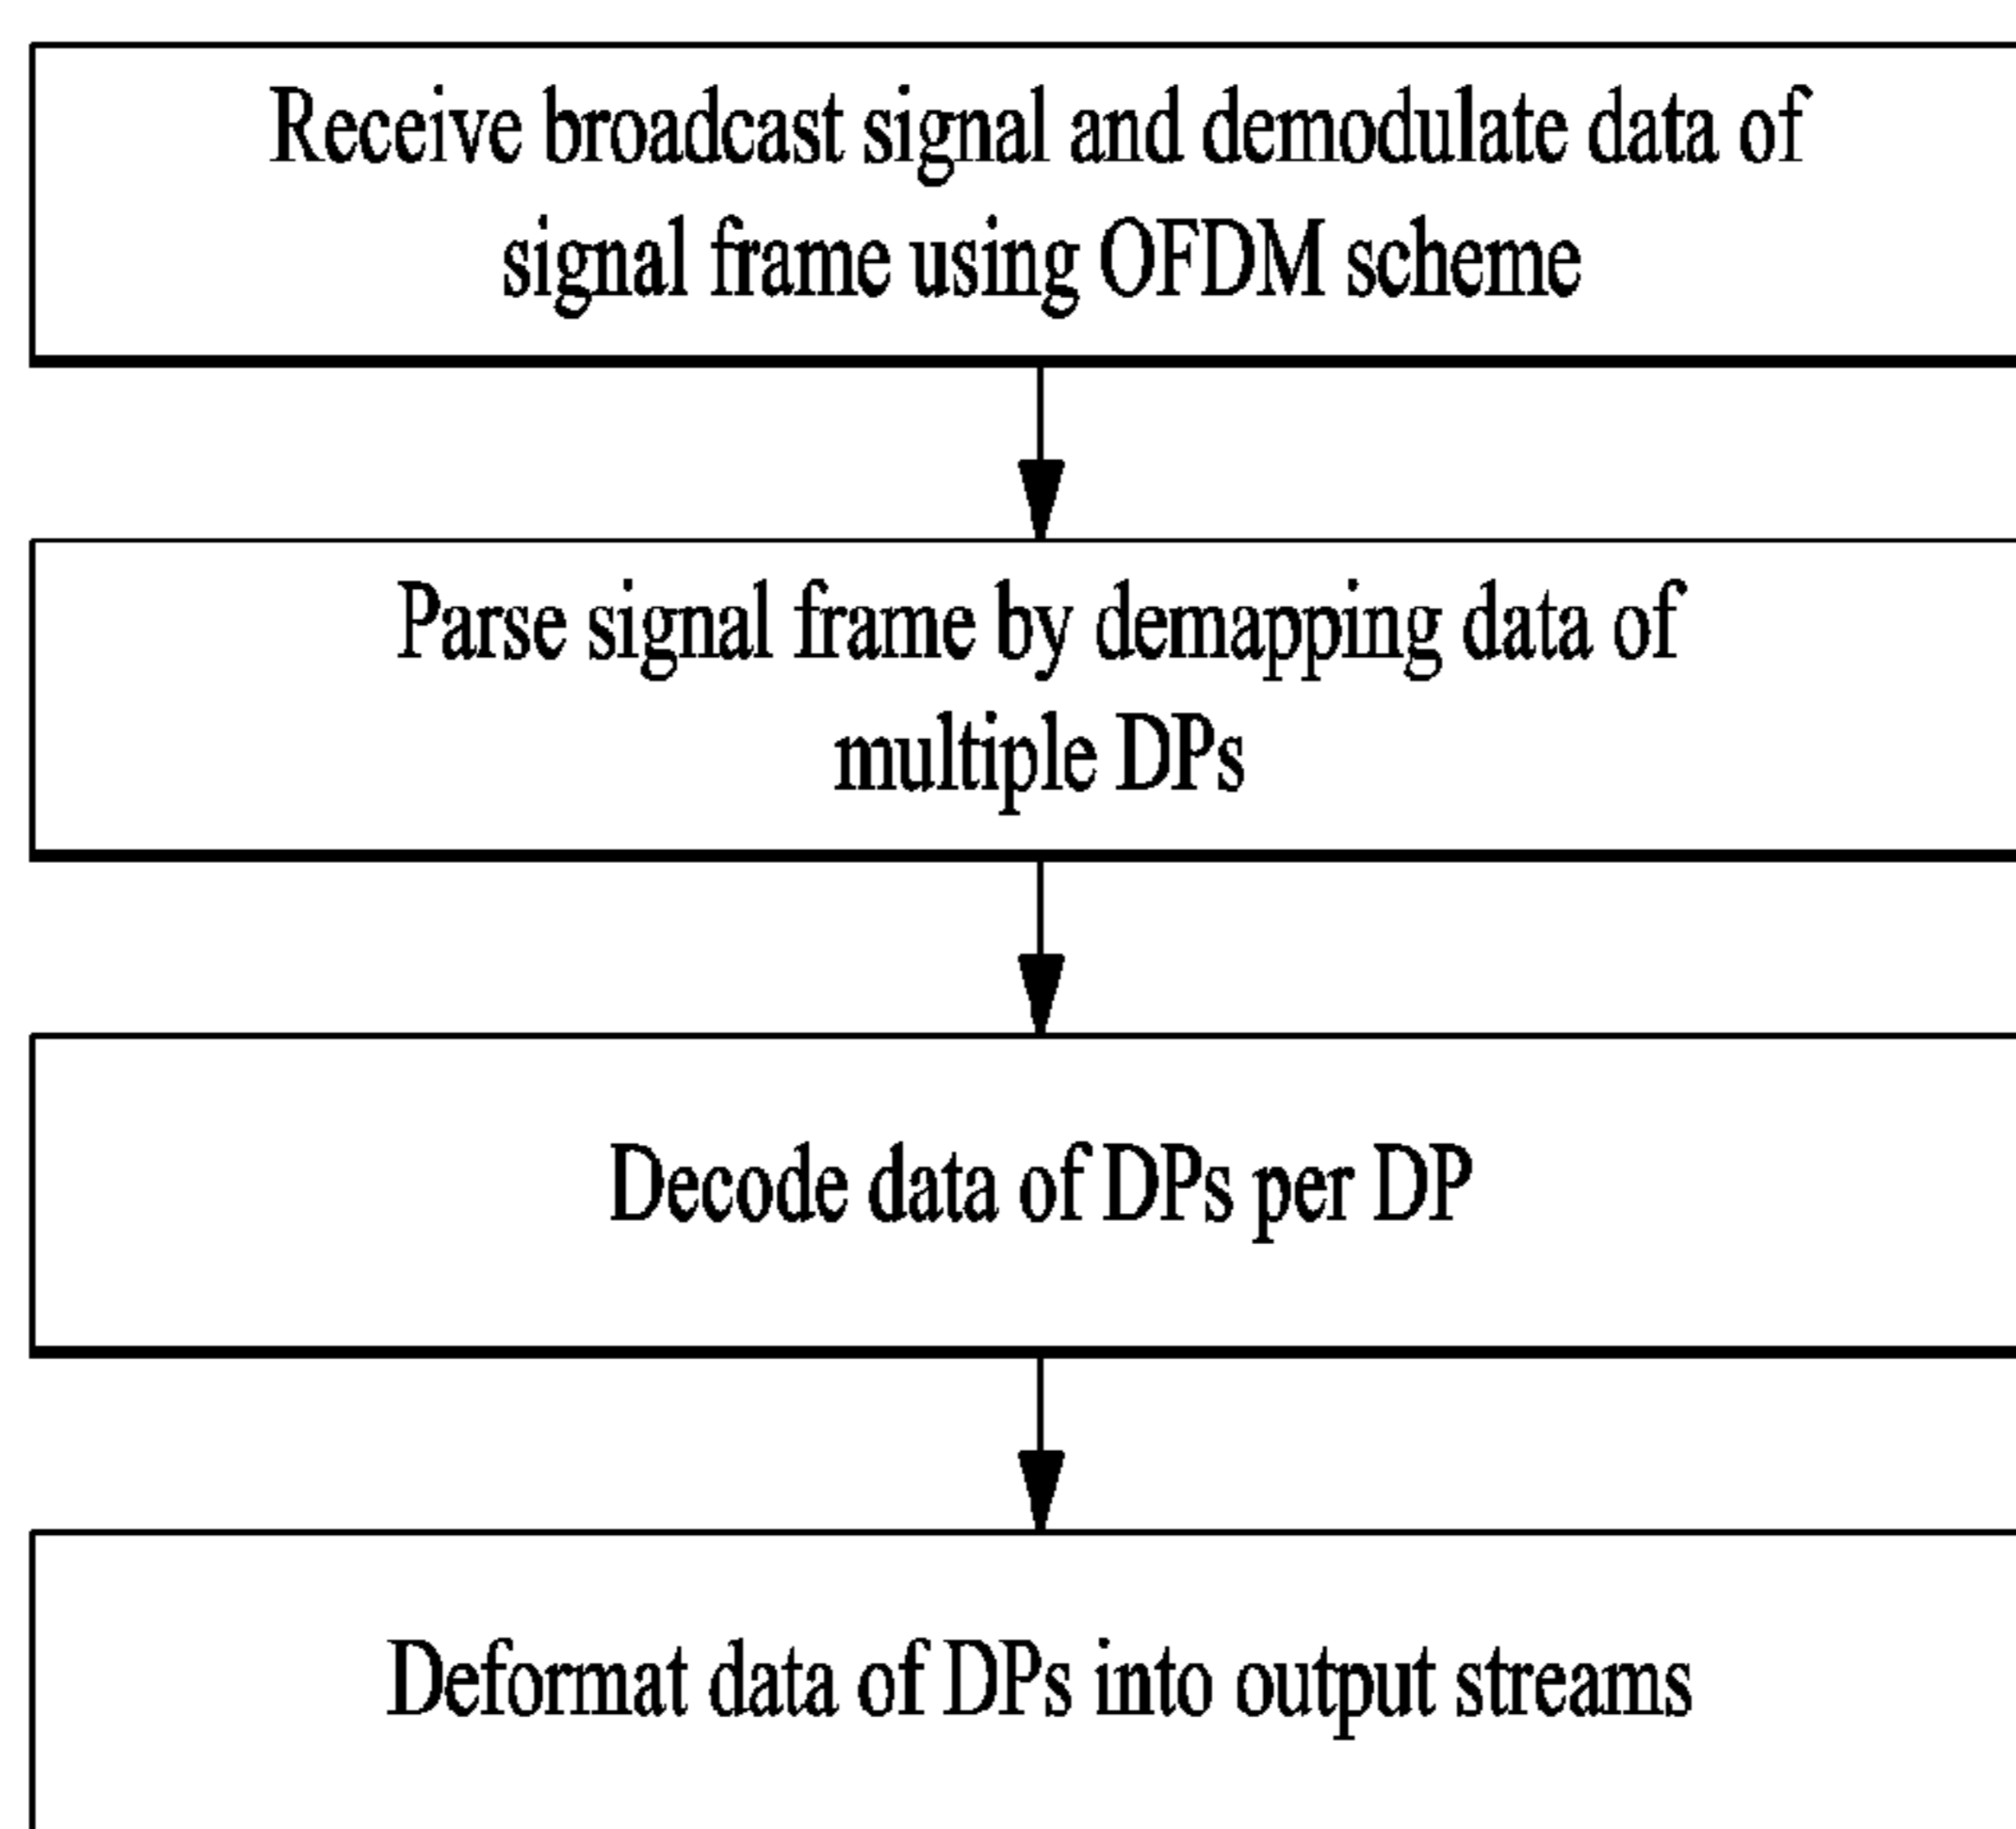 Receive broadcast signal and demodulate data of
signal frame using OFDM scheme
Parse signal frame by demapping data of
multiple DPs
Decode data of DPs per DP
Deformat data of DPs into output streams